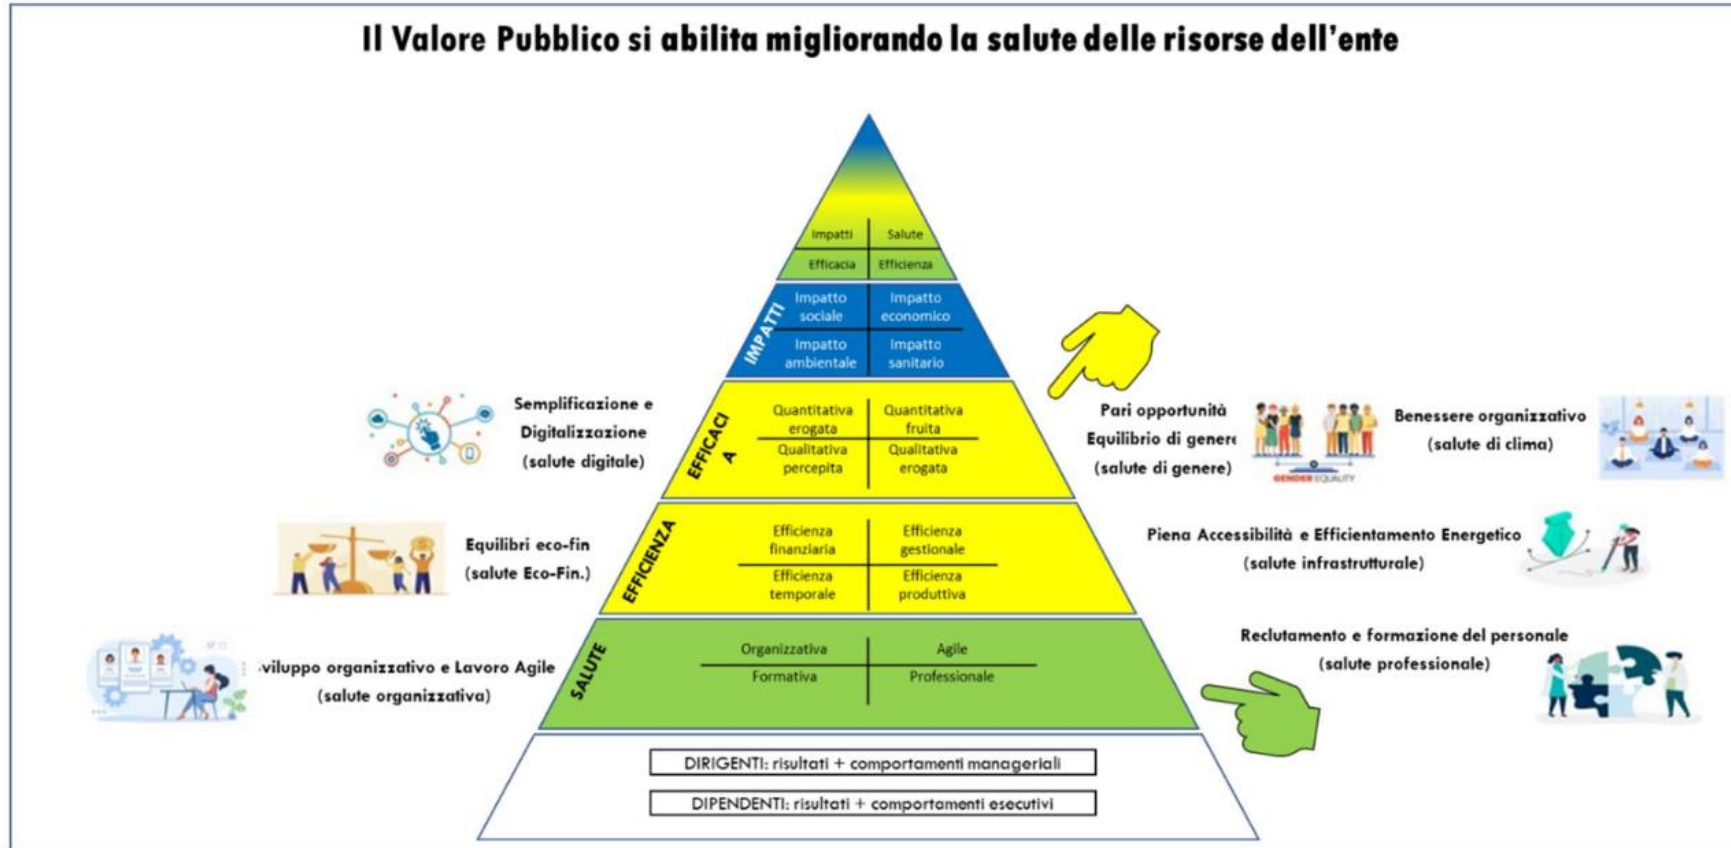 Il Valore Pubblico si abilita migliorando la salute delle risorse dell'ente
Impatti
Salute
Efficacia
Efficienza
IMPATTI
Impatto
sociale
Impatto
economico
Impatto
ambientale
Impatto
sanitario
Semplificazione e
Digitalizzazione
(salute digitale)
EFFICACI
A
Quantitativa
erogata
Quantitativa
fruita
Qualitativa
percepita
Qualitativa
erogata
Pari opportunità
Equilibrio di genere
(salute di genere)
GENDER EQUALITY
Benessere organizzativo
(salute di clima)
Equilibri eco-fin
(salute Eco-Fin.)
EFFICIENZA
Efficienza
finanziaria
Efficienza
gestionale
Efficienza
temporale
Efficienza
produttiva
Piena Accessibilità e Efficientamento Energetico
(salute infrastrutturale)
viluppo organizzativo e Lavoro Agile
(salute organizzativa)
SALUTE
Organizzativa
Agile
Formativa
Professionale
Reclutamento e formazione del personale
(salute professionale)
DIRIGENTI: risultati + comportamenti manageriali
DIPENDENTI: risultati + comportamenti esecutivi